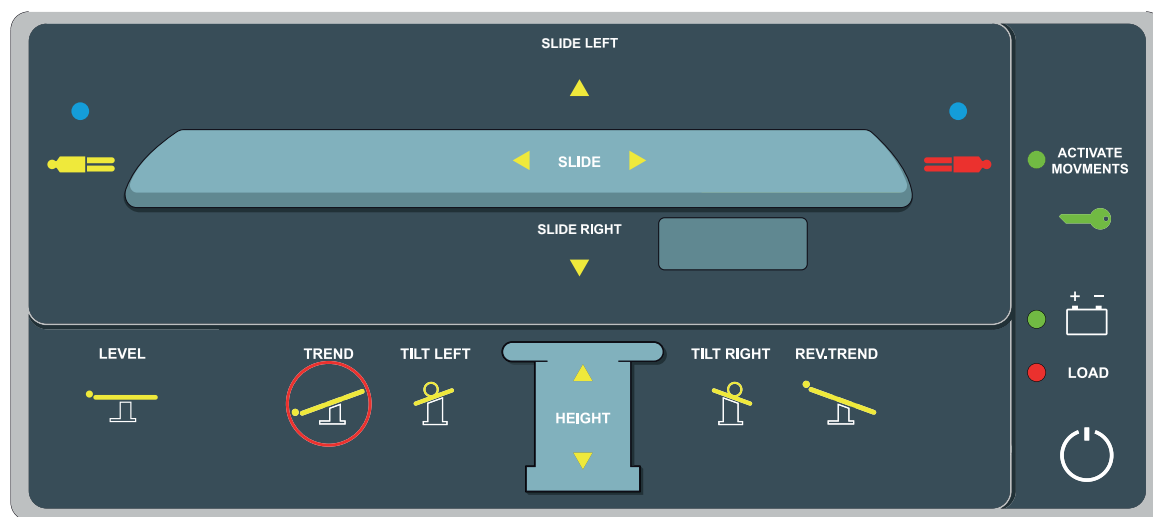 SLIDE LEFT
SLIDE
SLIDE RIGHT
ACTIVATE
MOVMENTS
+ −
LOAD
LEVEL
TREND
TILT LEFT
HEIGHT
TILT RIGHT
REV.TREND